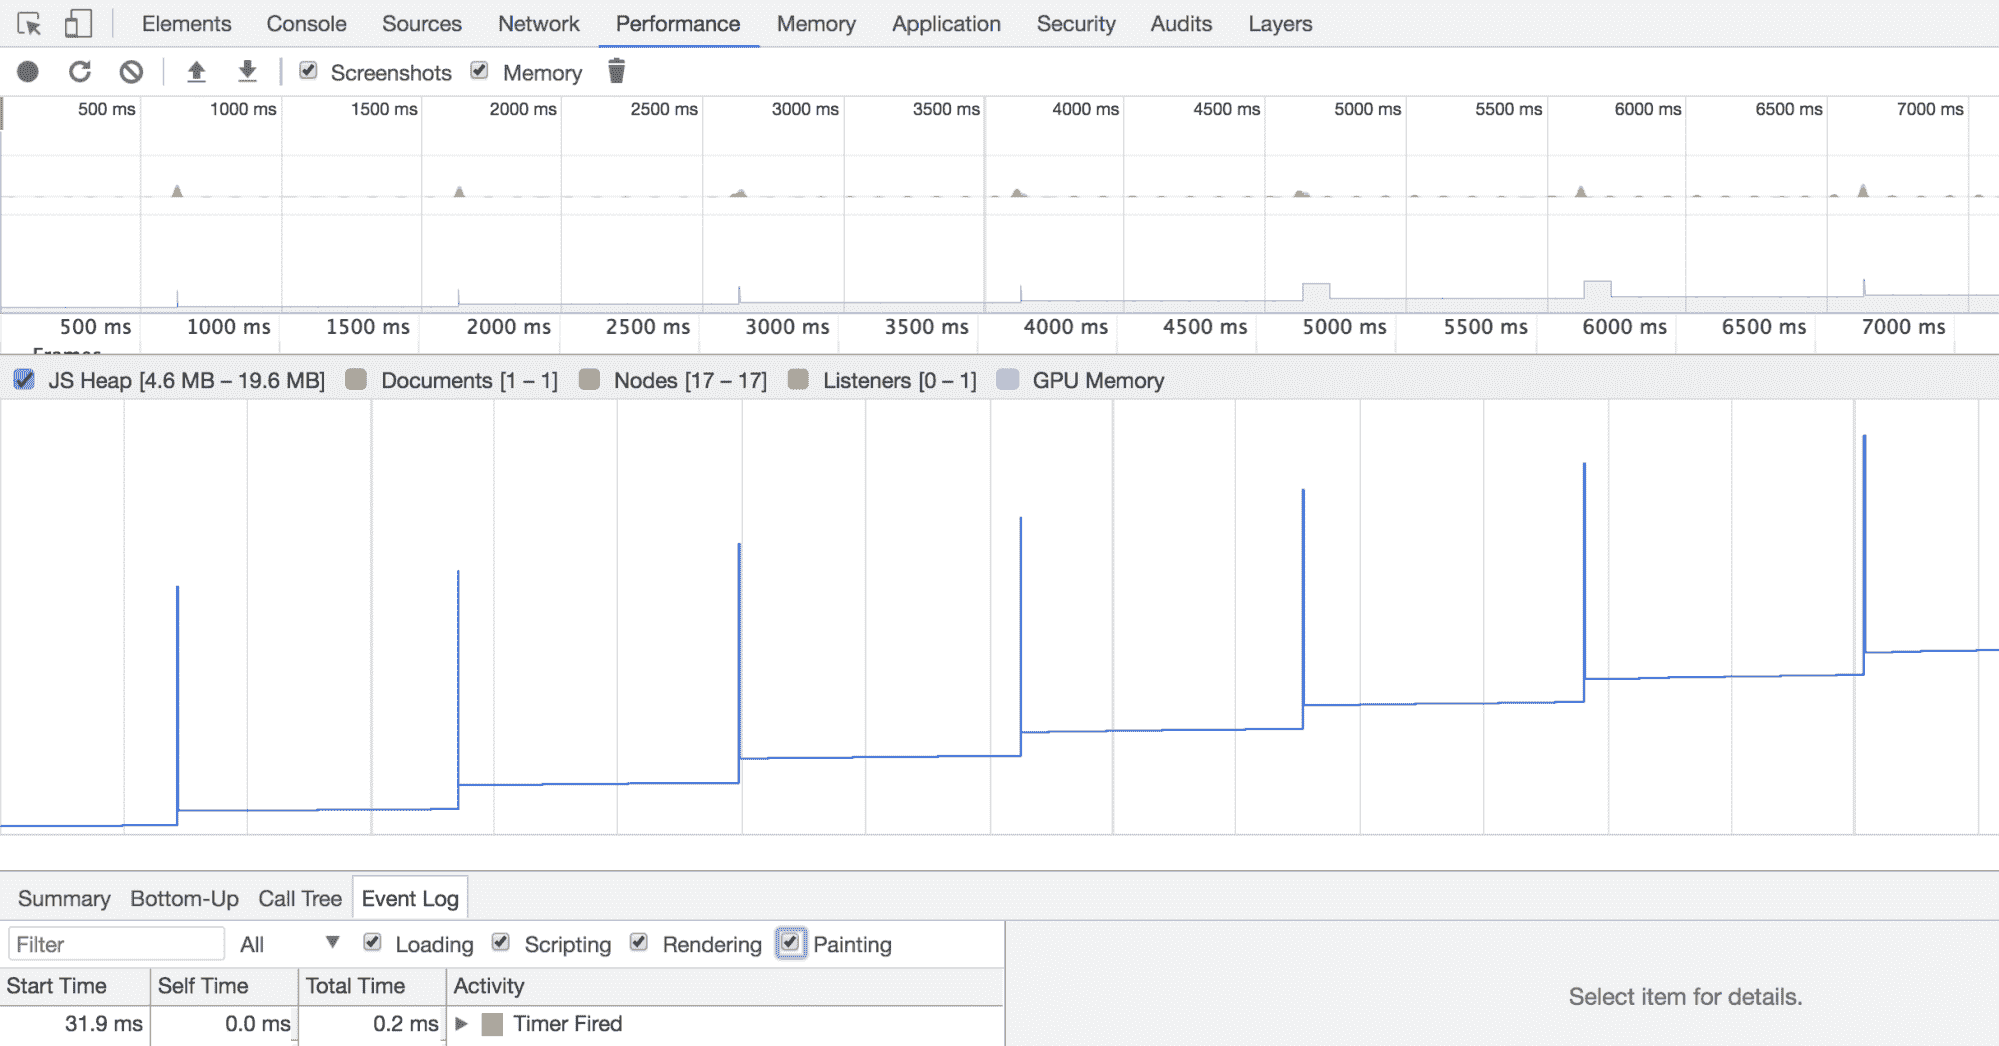 Elements Console Sources Network Performance Memory Application Security Audits Layers
Screenshots Memory
500 ms 1000 ms 1500 ms 2000 ms 2500 ms 3000 ms 3500 ms 4000 ms 4500 ms 5000 ms 5500 ms 6000 ms 6500 ms 7000 ms
500 ms 1000 ms 1500 ms 2000 ms 2500 ms 3000 ms 3500 ms 4000 ms 4500 ms 5000 ms 5500 ms 6000 ms 6500 ms 7000 ms
Frames
JS Heap [4.6 MB – 19.6 MB] Documents [1 – 1] Nodes [17 – 17] Listeners [0 – 1] GPU Memory
Summary Bottom-Up Call Tree Event Log
Filter All Loading Scripting Rendering Painting
Start Time Self Time Total Time Activity
31.9 ms 0.0 ms 0.2 ms Timer Fired
Select item for details.